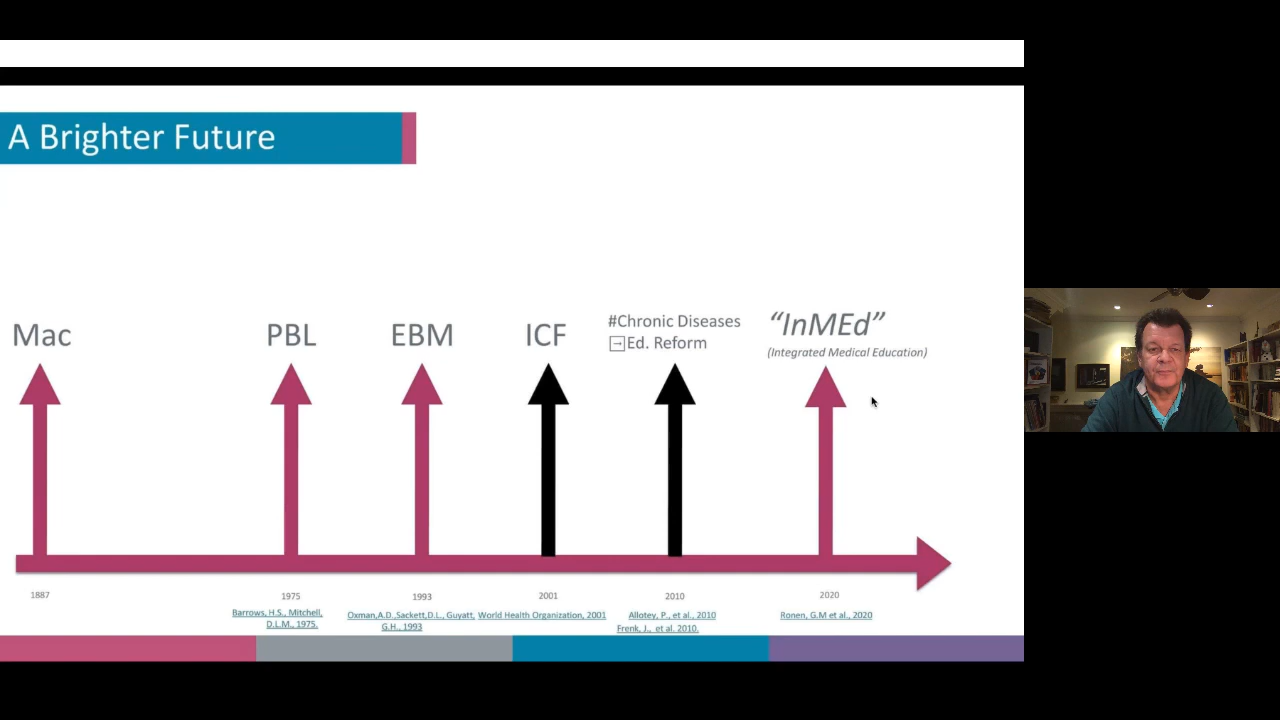 A Brighter Future
Mac
PBL
EBM
ICF
#Chronic Diseases
→Ed. Reform
“InMEd”
(Integrated Medical Education)
1887
1975
1993
2001
2010
2020
Barrows, H.S., Mitchell,
D.L.M., 1975.
Oxman,A.D.,Sackett,D.L., Guyatt,
G.H., 1993
World Health Organization, 2001
Allotey, P., et al., 2010
Frenk, J., et al. 2010.
Ronen, G.M et al., 2020